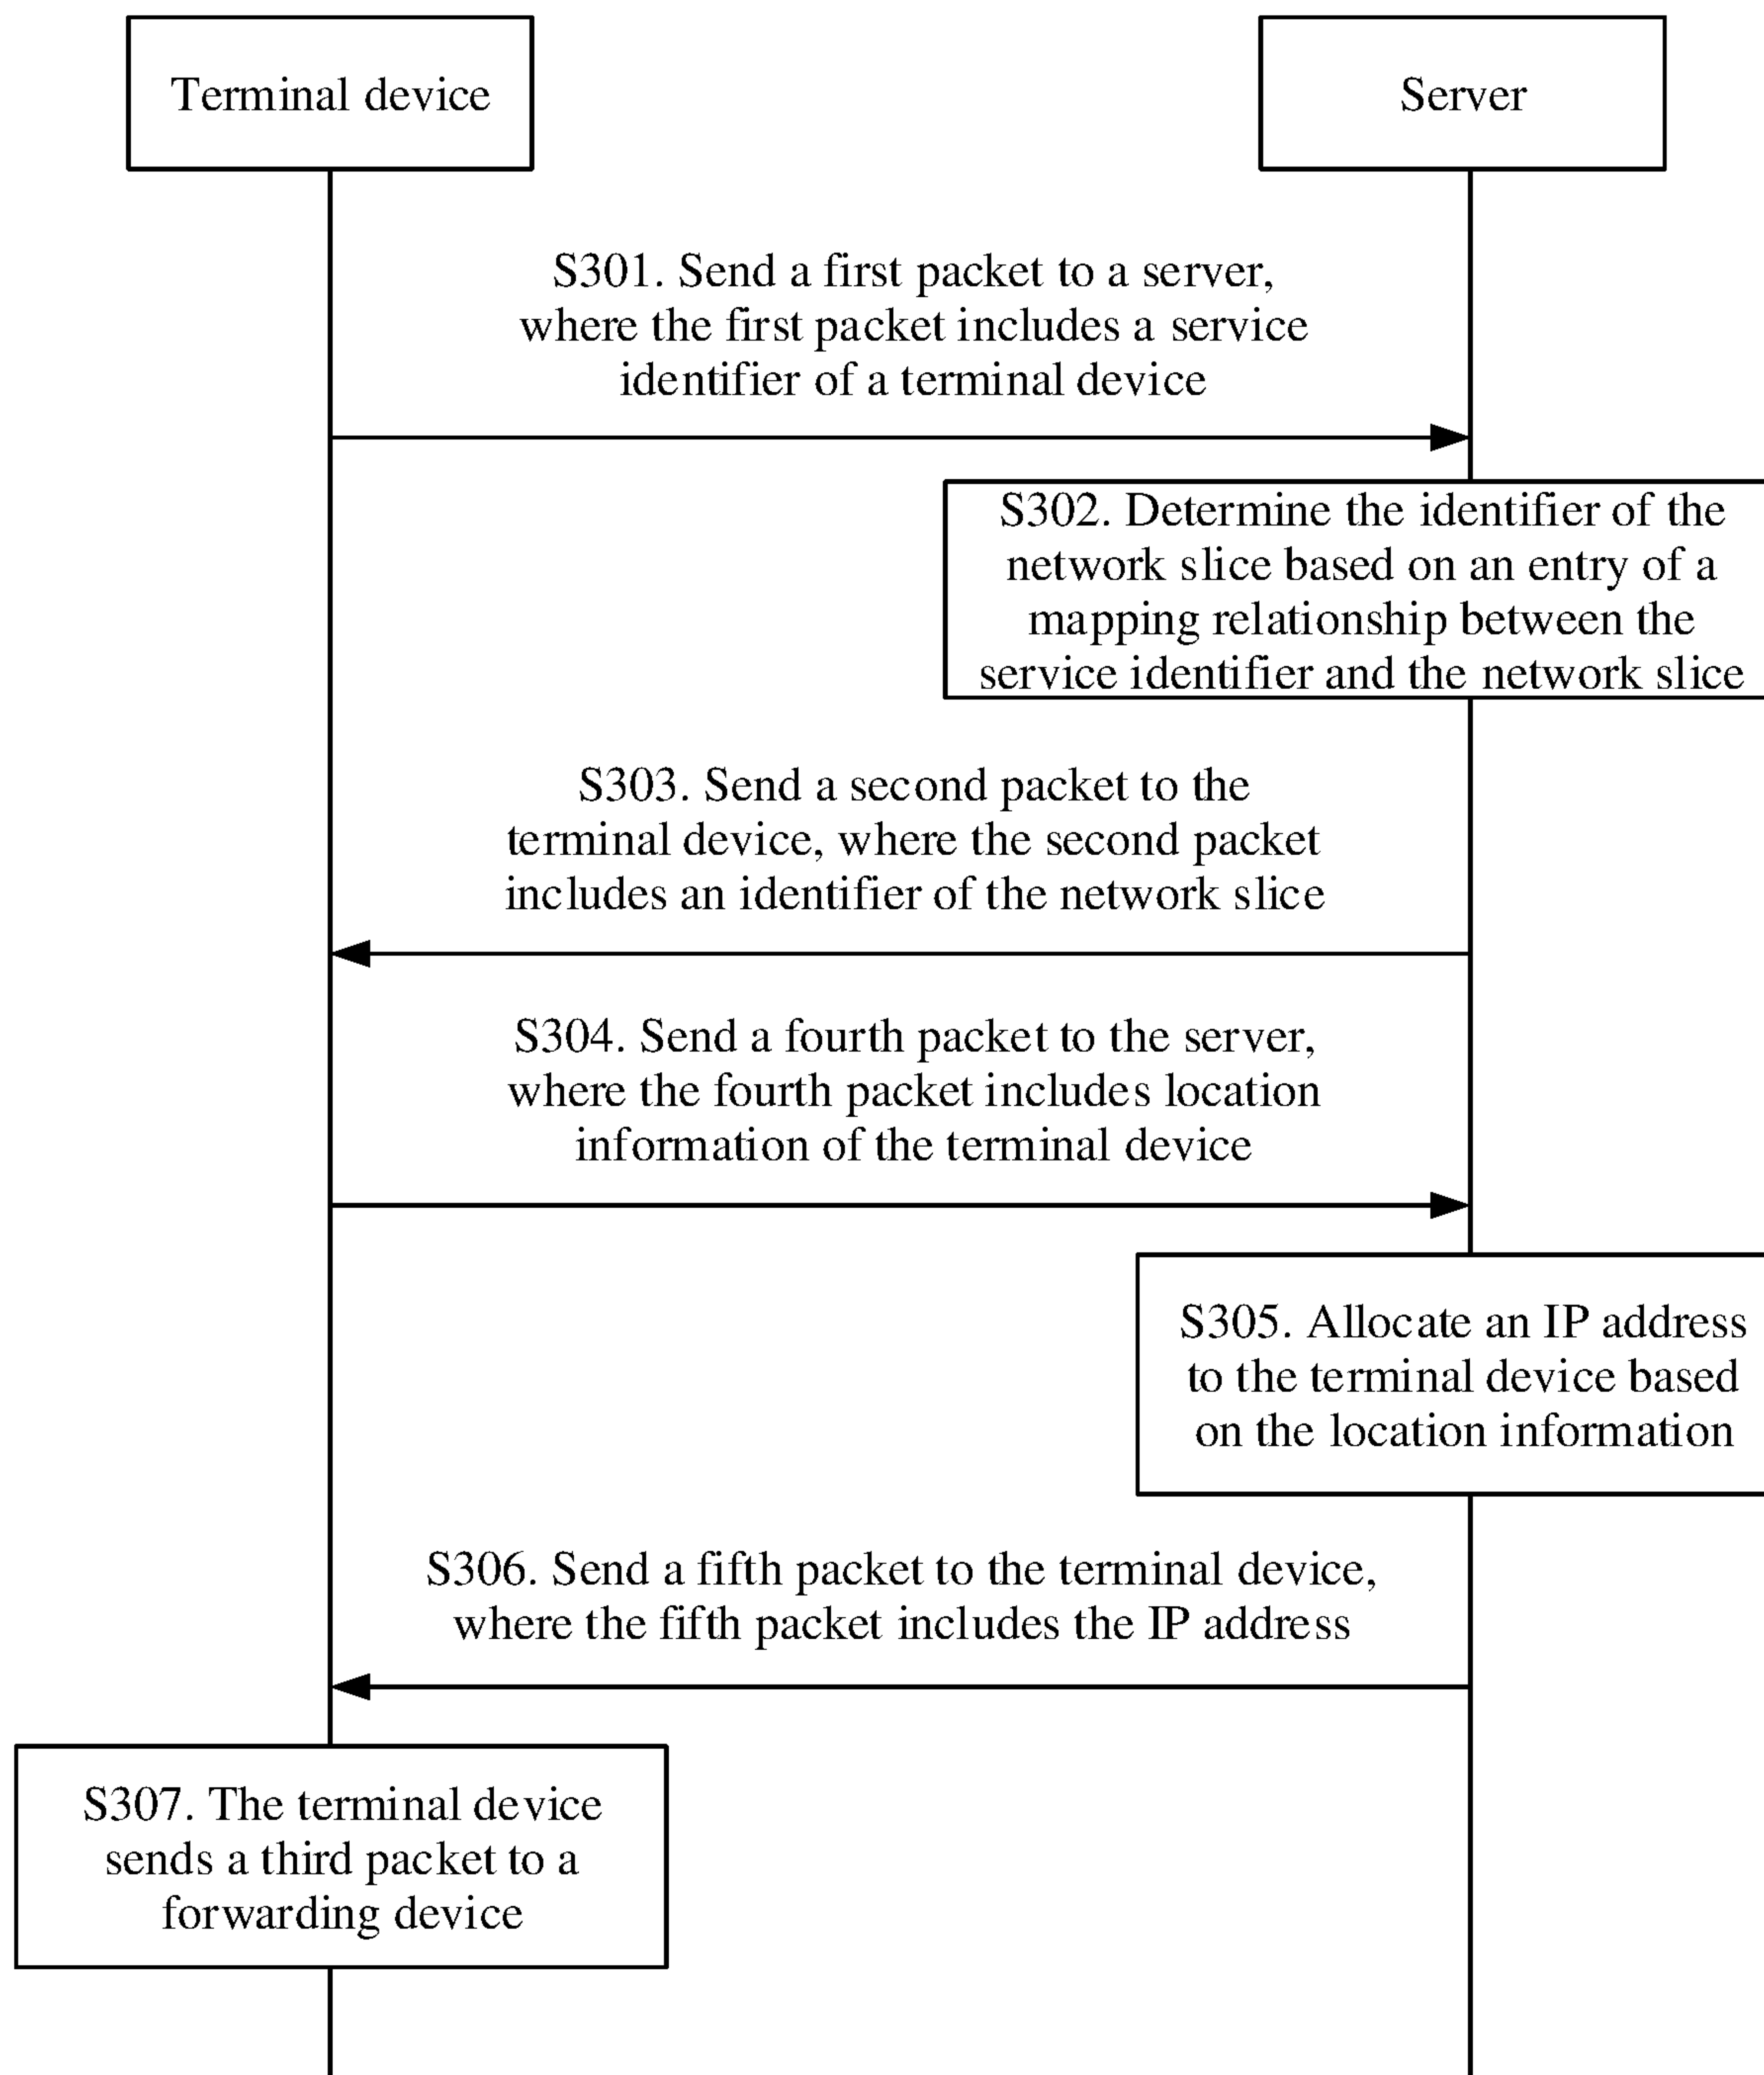 Terminal device
Server
S301. Send a first packet to a server,
where the first packet includes a service
identifier of a terminal device
S302. Determine the identifier of the
network slice based on an entry of a
mapping relationship between the
service identifier and the network slice
S303. Send a second packet to the
terminal device, where the second packet
includes an identifier of the network slice
S304. Send a fourth packet to the server,
where the fourth packet includes location
information of the terminal device
S305. Allocate an IP address
to the terminal device based
on the location information
S306. Send a fifth packet to the terminal device,
where the fifth packet includes the IP address
S307. The terminal device
sends a third packet to a
forwarding device